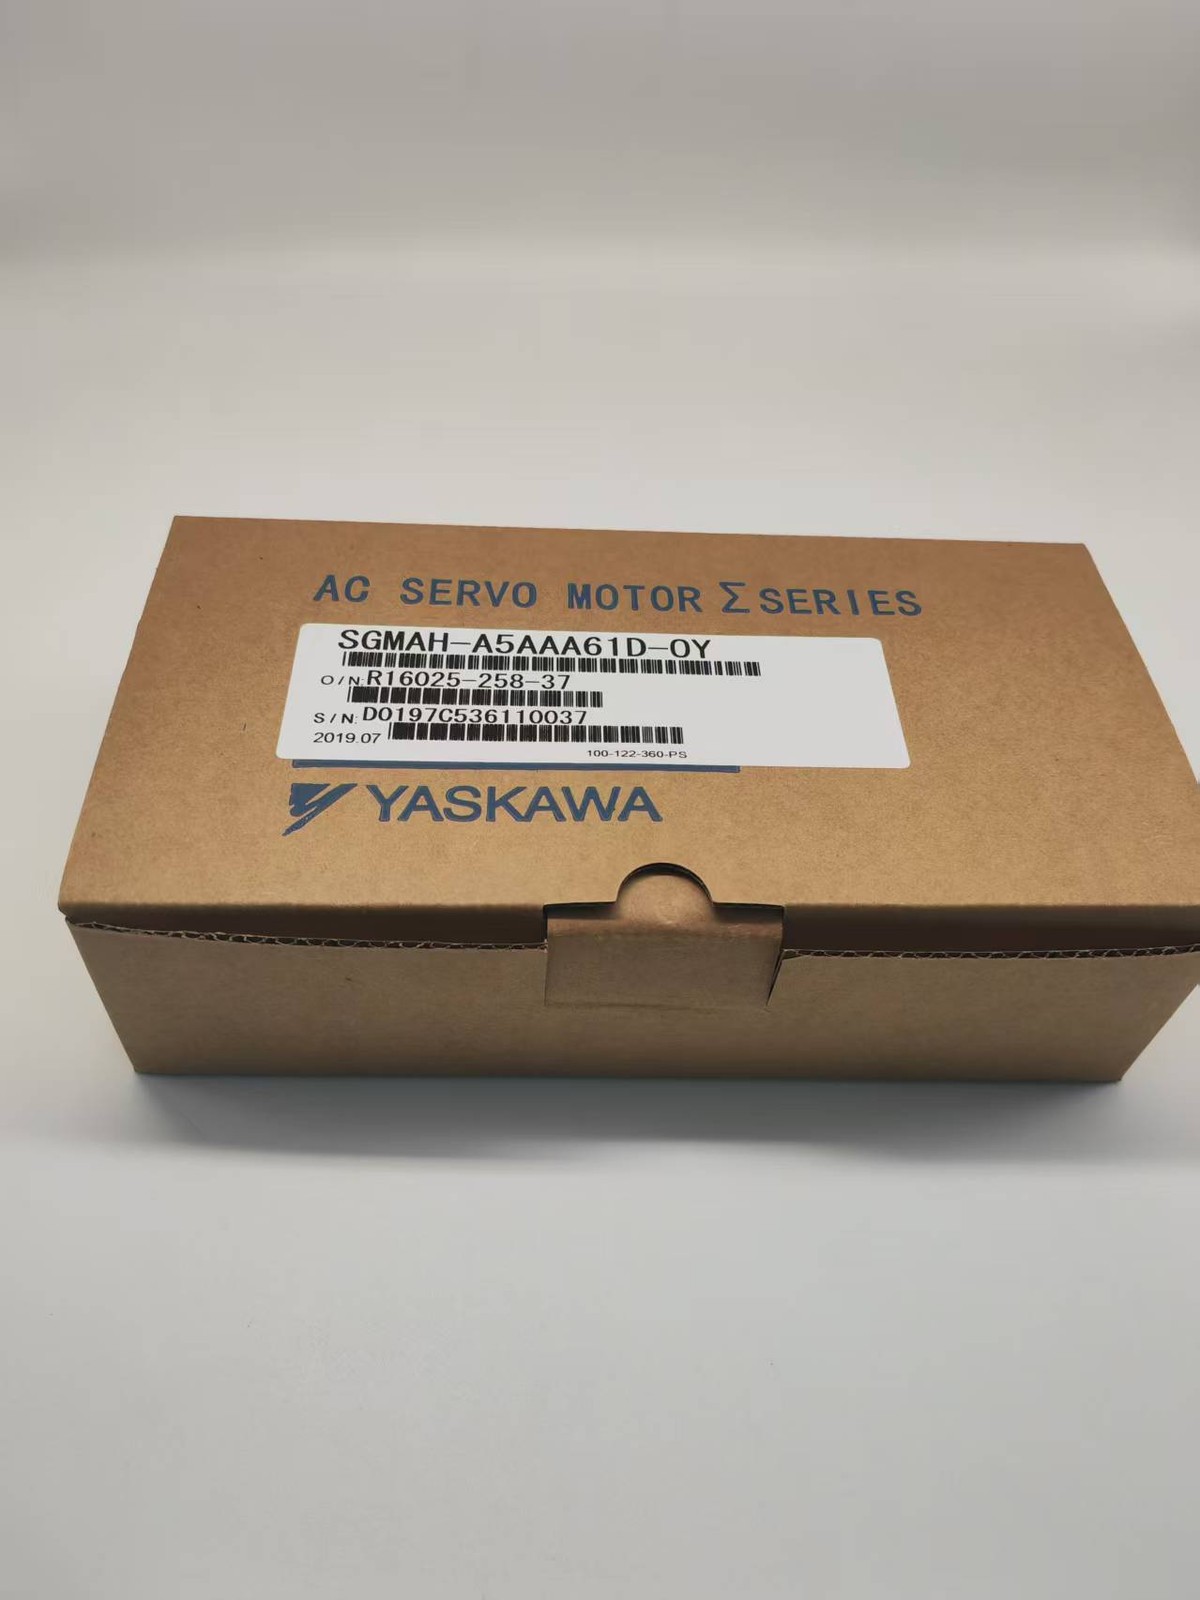 AC SERVO MOTOR Σ SERIES
SGMAH-A5AAA61D-OY
O/N:R16025-258-37
S/N:D0197C536110037
2019.07
100-122-360-PS
YASKAWA